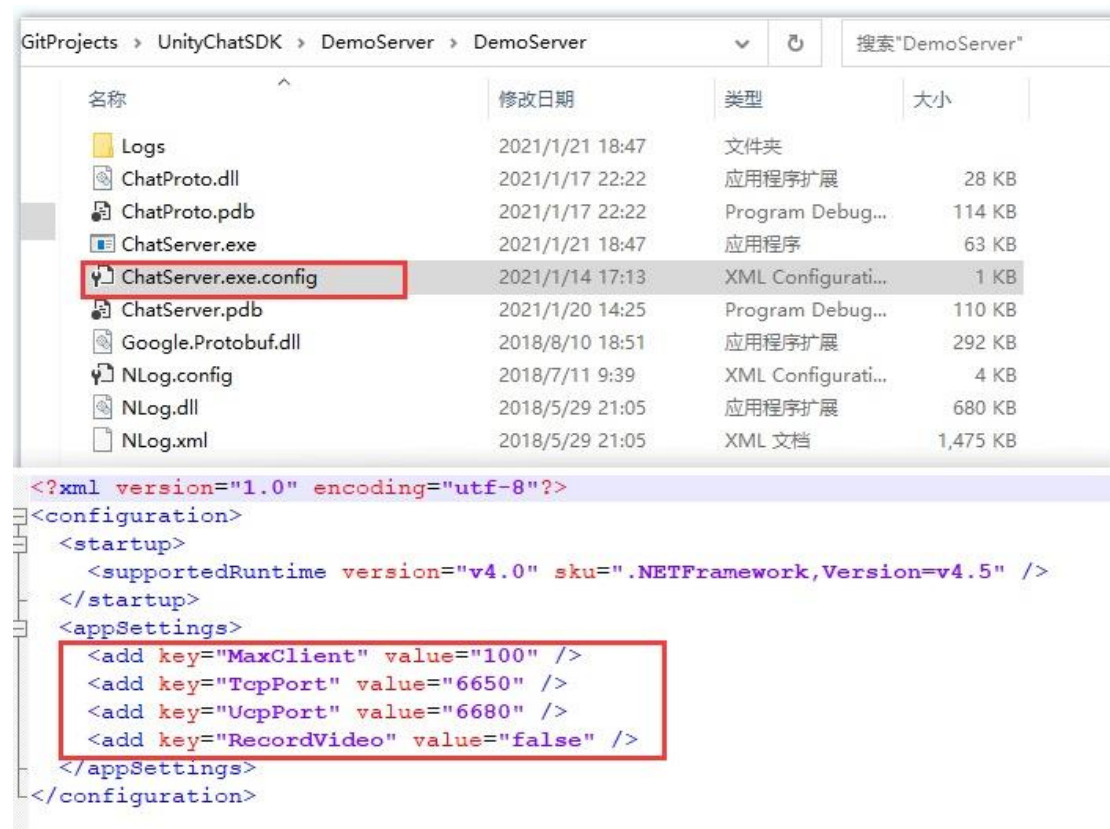 GitProjects > UnityChatSDK > DemoServer > DemoServer 搜索"DemoServer"
名称 修改日期 类型 大小
Logs 2021/1/21 18:47 文件夹
ChatProto.dll 2021/1/17 22:22 应用程序扩展 28 KB
ChatProto.pdb 2021/1/17 22:22 Program Debug... 114 KB
ChatServer.exe 2021/1/21 18:47 应用程序 63 KB
ChatServer.exe.config 2021/1/14 17:13 XML Configurati... 1 KB
ChatServer.pdb 2021/1/20 14:25 Program Debug... 110 KB
Google.Protobuf.dll 2018/8/10 18:51 应用程序扩展 292 KB
NLog.config 2018/7/11 9:39 XML Configurati... 4 KB
NLog.dll 2018/5/29 21:05 应用程序扩展 680 KB
NLog.xml 2018/5/29 21:05 XML 文档 1,475 KB
<?xml version="1.0" encoding="utf-8"?>
<configuration>
<startup>
<supportedRuntime version="v4.0" sku=".NETFramework,Version=v4.5" />
</startup>
<appSettings>
<add key="MaxClient" value="100" />
<add key="TcpPort" value="6650" />
<add key="UcpPort" value="6680" />
<add key="RecordVideo" value="false" />
</appSettings>
</configuration>